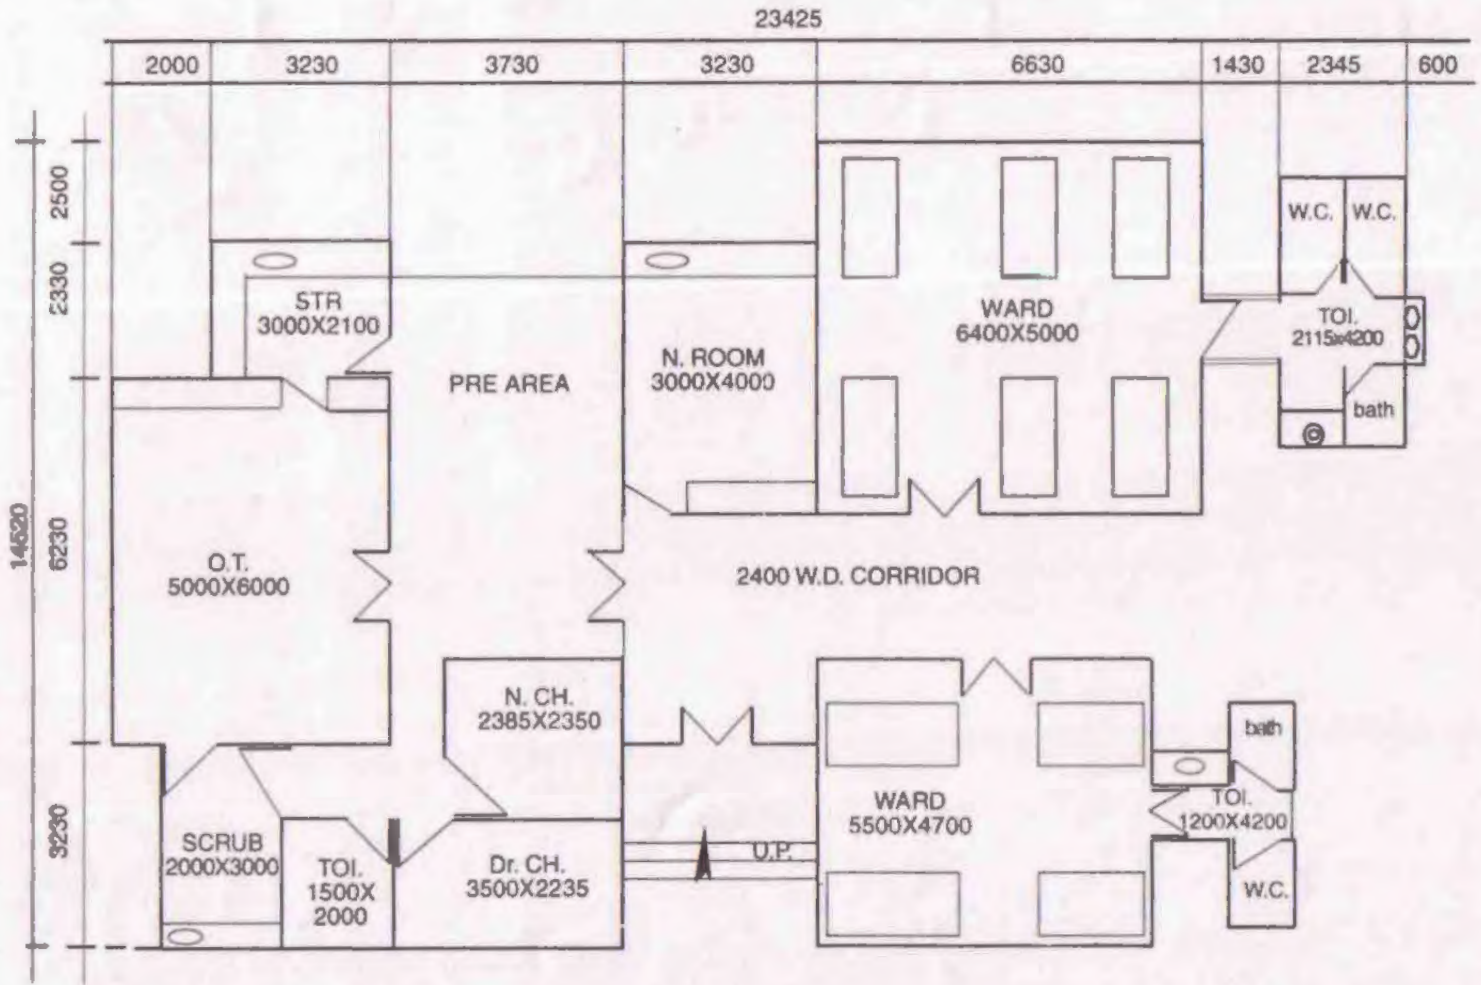 23425
2000 3230 3730 3230 6630 1430 2345 600
2500
2330
6230
3230
14520
STR
3000X2100
PRE AREA
N. ROOM
3000X4000
WARD
6400X5000
W.C. W.C.
TOI.
2115x4200
bath
O.T.
5000X6000
2400 W.D. CORRIDOR
N. CH.
2385X2350
SCRUB
2000X3000
TOI.
1500X
2000
Dr. CH.
3500X2235
U.P.
WARD
5500X4700
bath
TOI.
1200X4200
W.C.